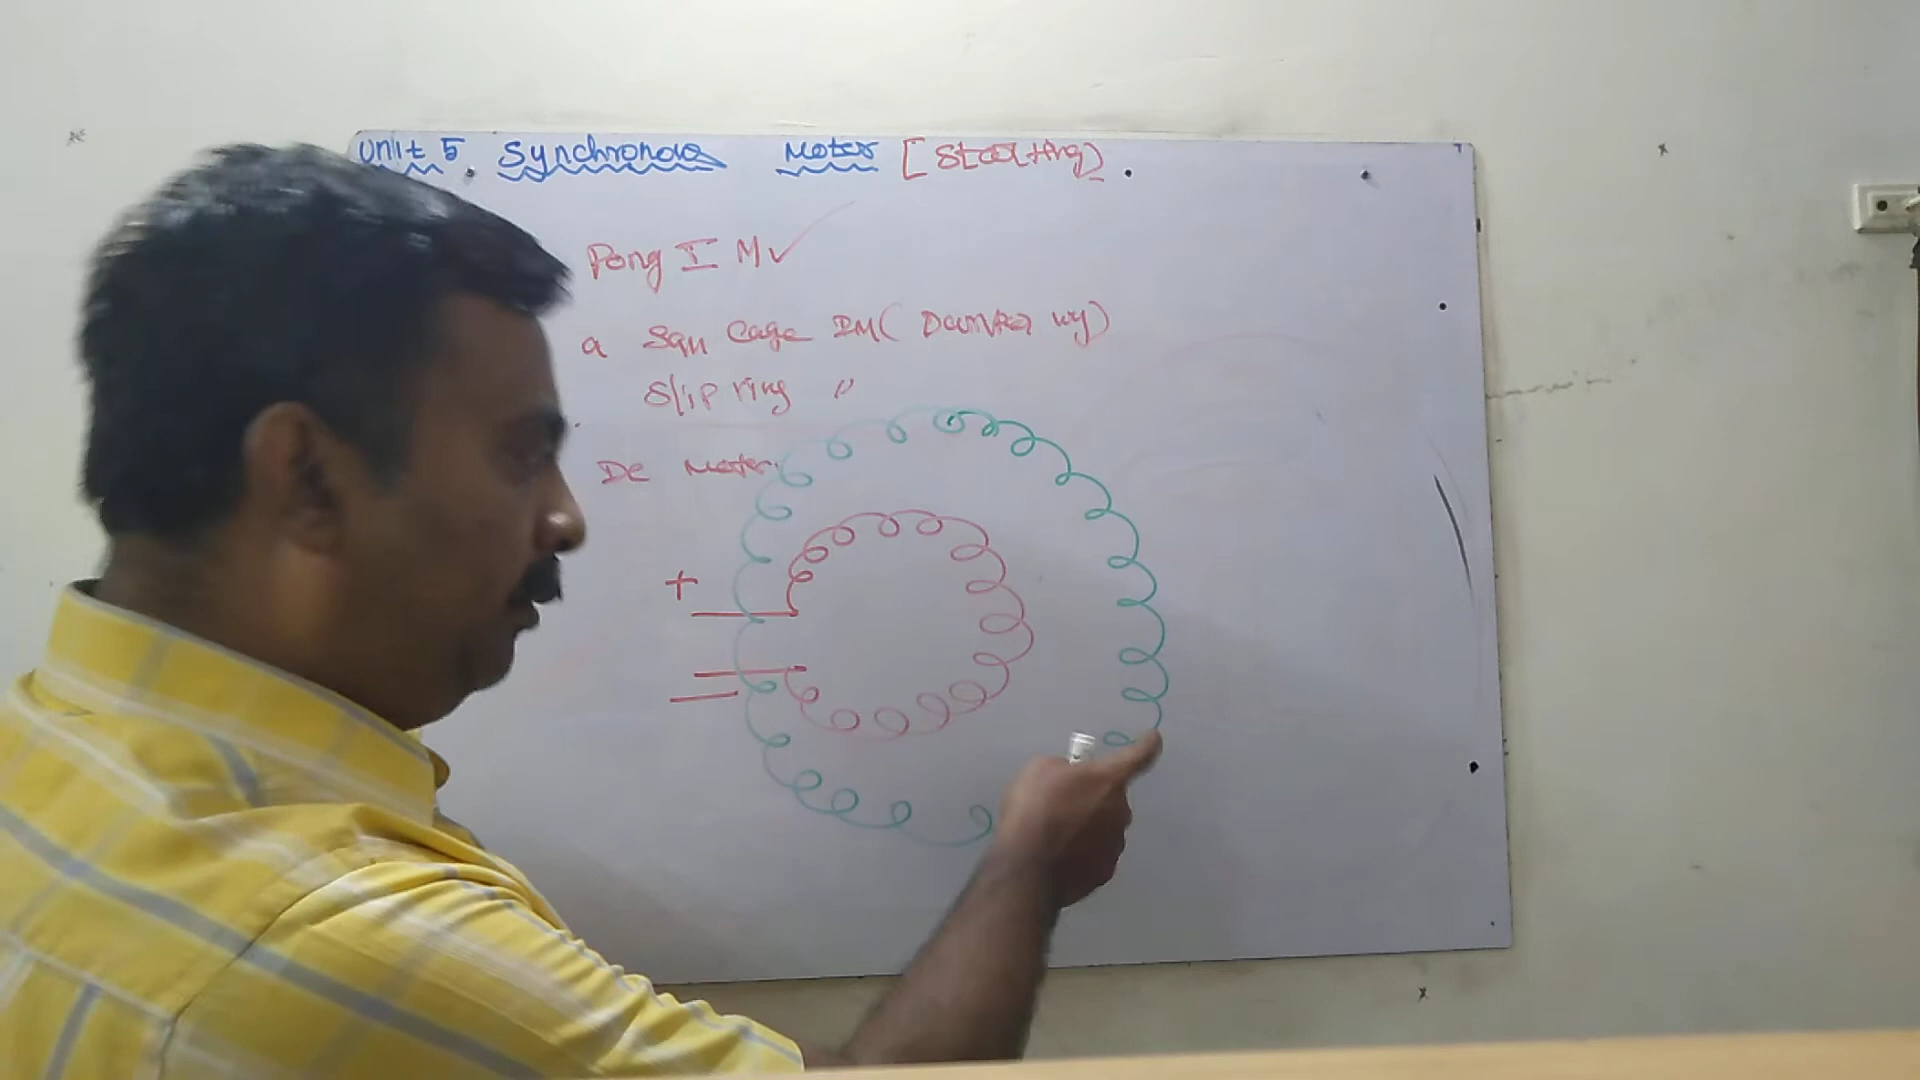 Unit 5 Synchronous Motor [Starting]
Pony I M ✓
a Squ Cage IM ( Damper wg)
Slip ring "
DC Motor
+